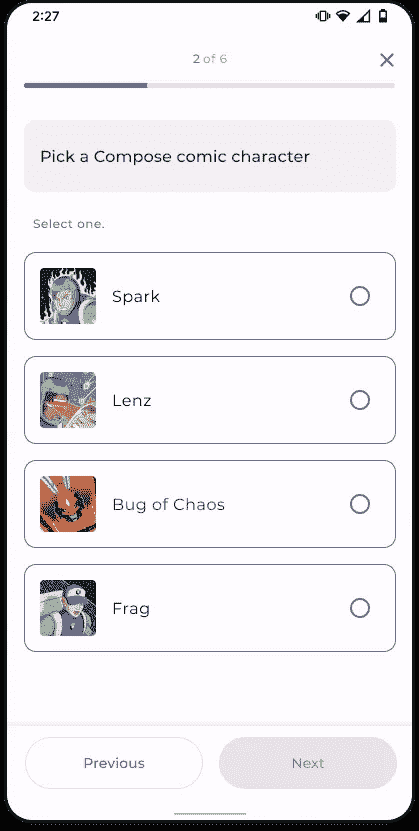 2:27
2 of 6
Pick a Compose comic character
Select one.
Spark
Lenz
Bug of Chaos
Frag
Previous
Next